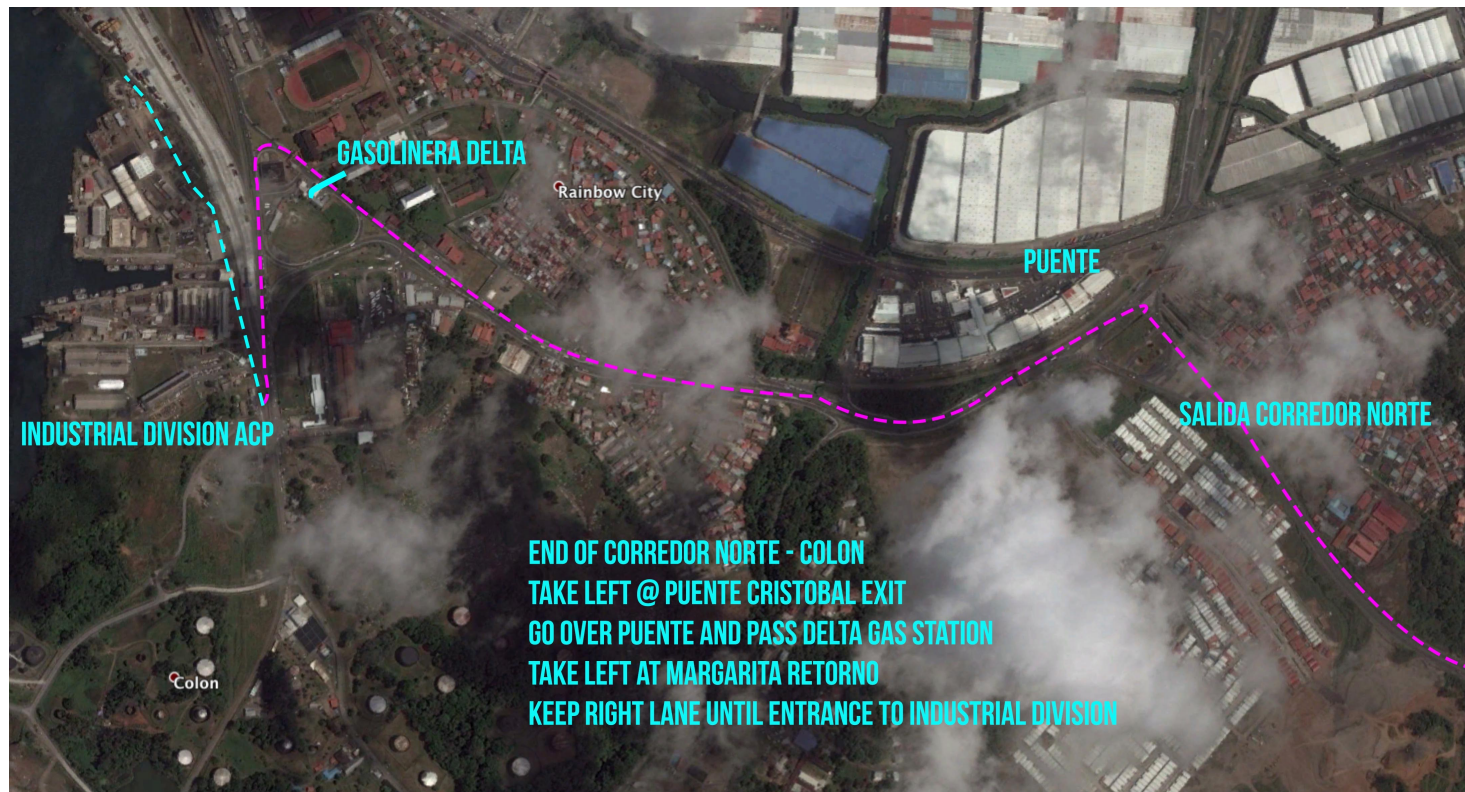 GASOLINERA DELTA
Rainbow City
PUENTE
SALIDA CORREDOR NORTE
INDUSTRIAL DIVISION ACP
END OF CORREDOR NORTE - COLON
TAKE LEFT @ PUENTE CRISTOBAL EXIT
GO OVER PUENTE AND PASS DELTA GAS STATION
TAKE LEFT AT MARGARITA RETORNO
KEEP RIGHT LANE UNTIL ENTRANCE TO INDUSTRIAL DIVISION
Colon